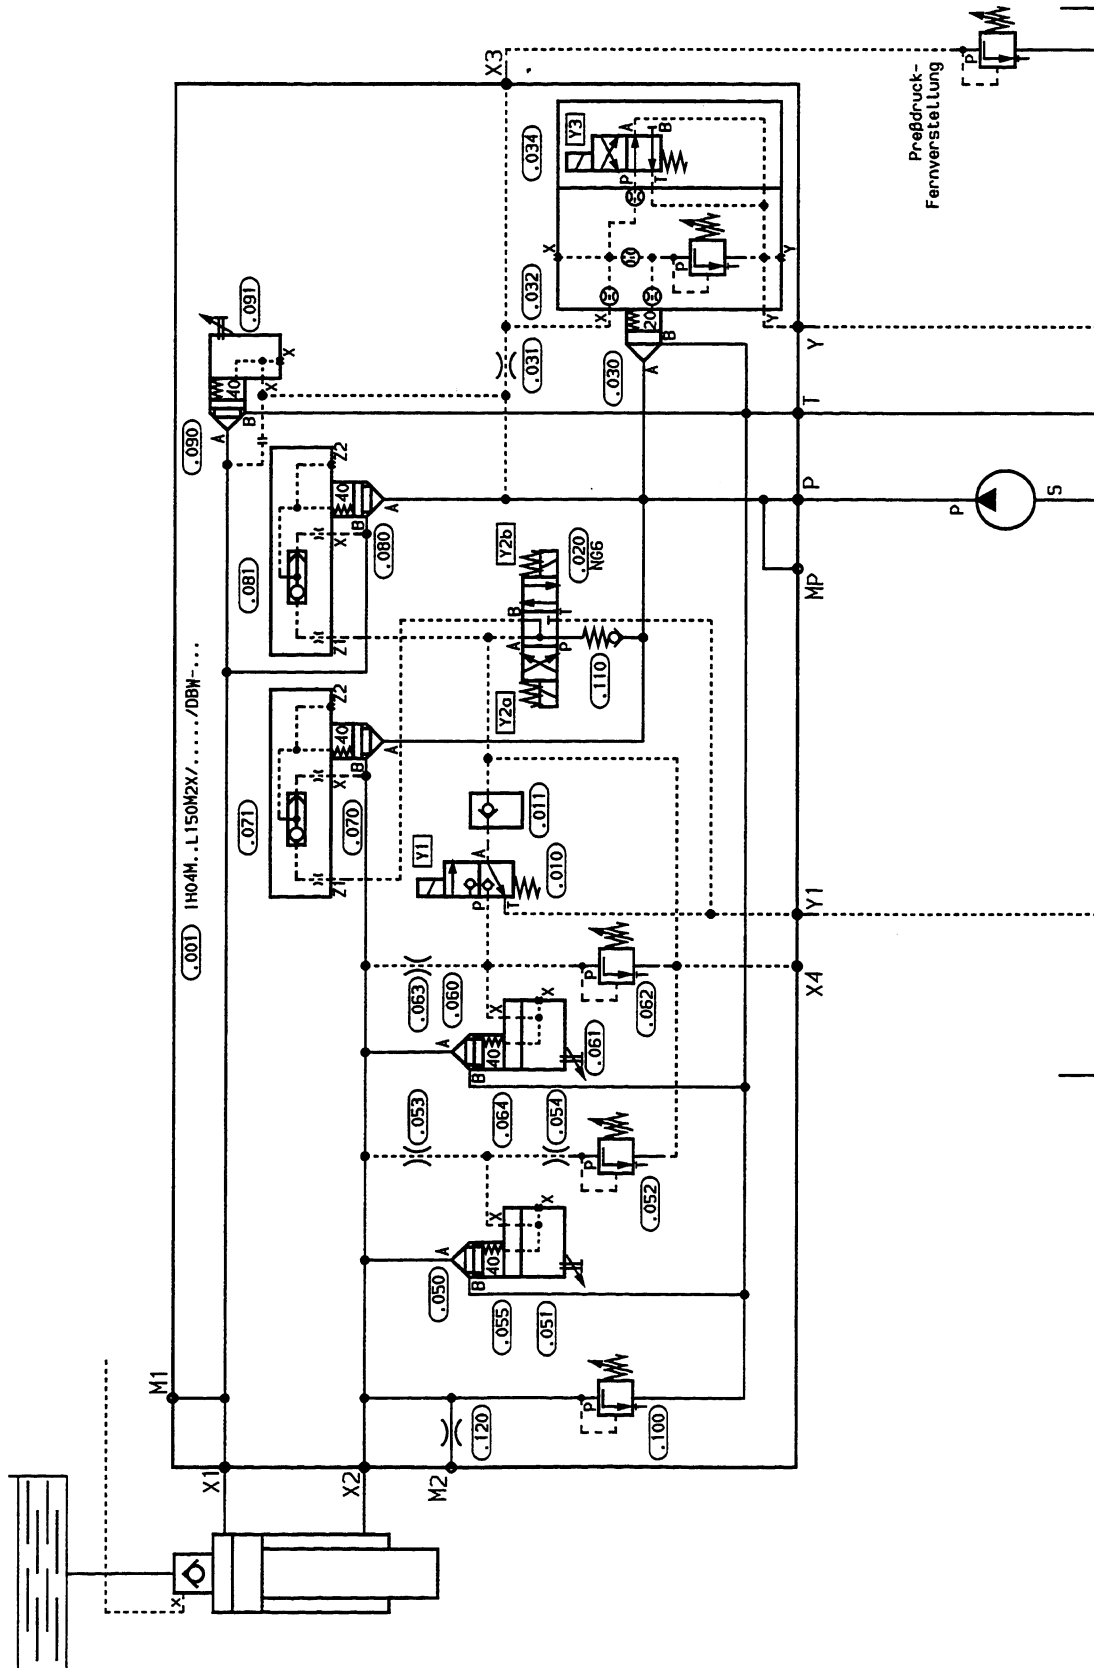 X3
P
Preßdruck-
Fernverstellung
.034
Y3
A
B
P
T
X
P
Y
.032
X
20
B
Y
A
.030
Y
.031
.091
X
X
40
B
A
.090
T
Z2
40
B
A
X
.080
.081
Z1
P
P
S
MP
Y2b
.020
NG6
B
T
A
P
Y2a
.110
.001
1H04M..L150M2X/...../DBW-...
Z2
40
B
A
X
.071
.070
Z1
.011
Y1
A
P
T
.010
Y1
X4
.063
.060
P
.062
A
X
X
40
B
.061
.053
.064
.054
P
.052
A
X
X
40
B
.050
.055
.051
M1
X1
X2
M2
.120
P
.100
X